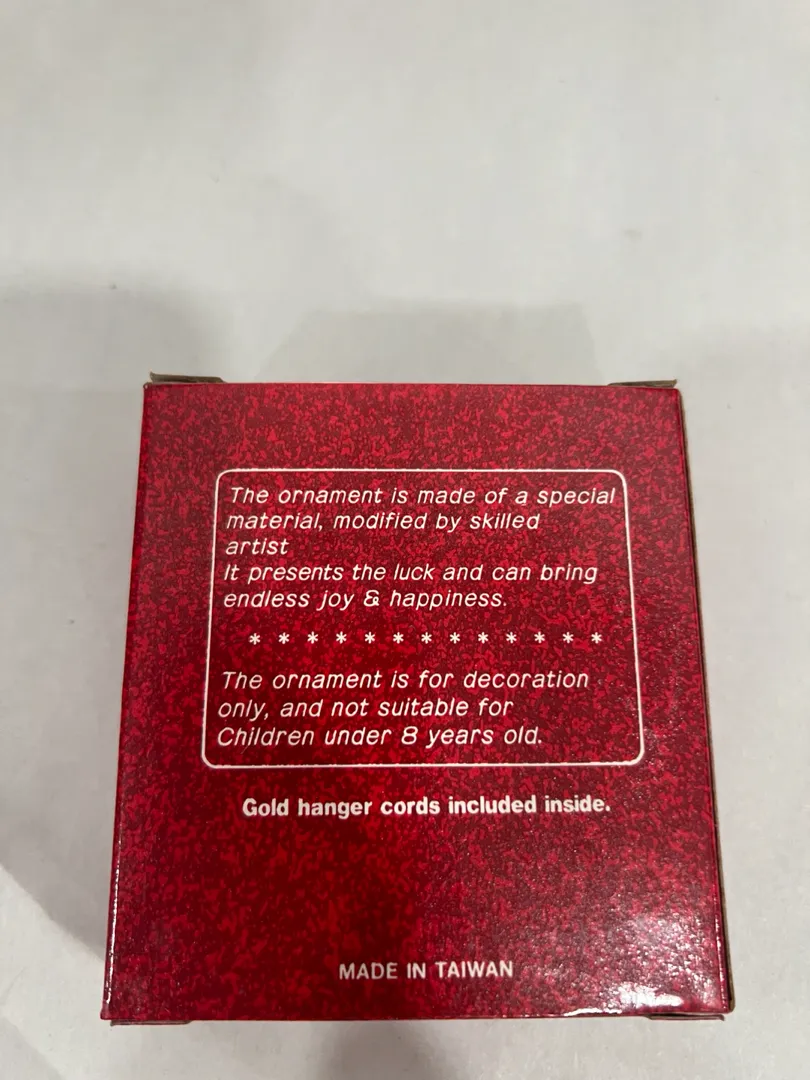 The ornament is made of a special
material, modified by skilled
artist
It presents the luck and can bring
endless joy & happiness.
* * * * * * * * * * * * *
The ornament is for decoration
only, and not suitable for
Children under 8 years old.
Gold hanger cords included inside.
MADE IN TAIWAN